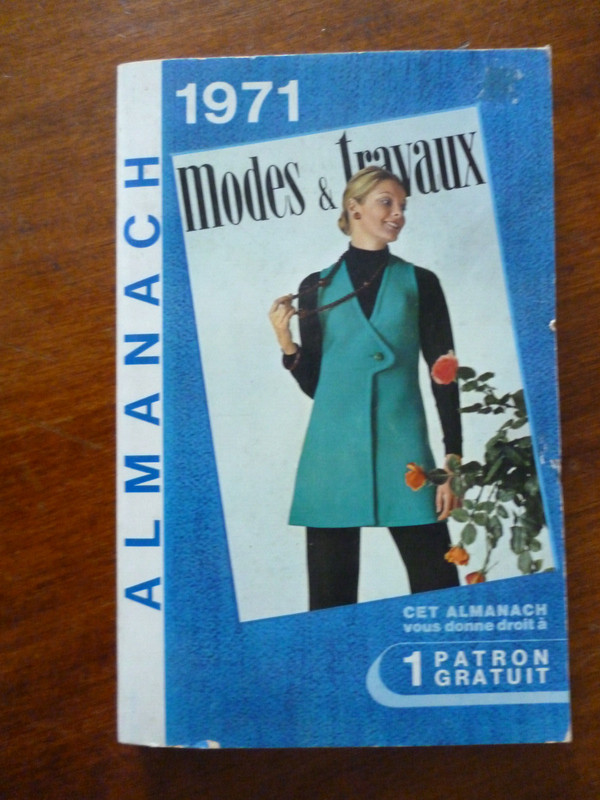 1971
modes & travaux
ALMANACH
CET ALMANACH
vous donne droit à
1 PATRON
GRATUIT